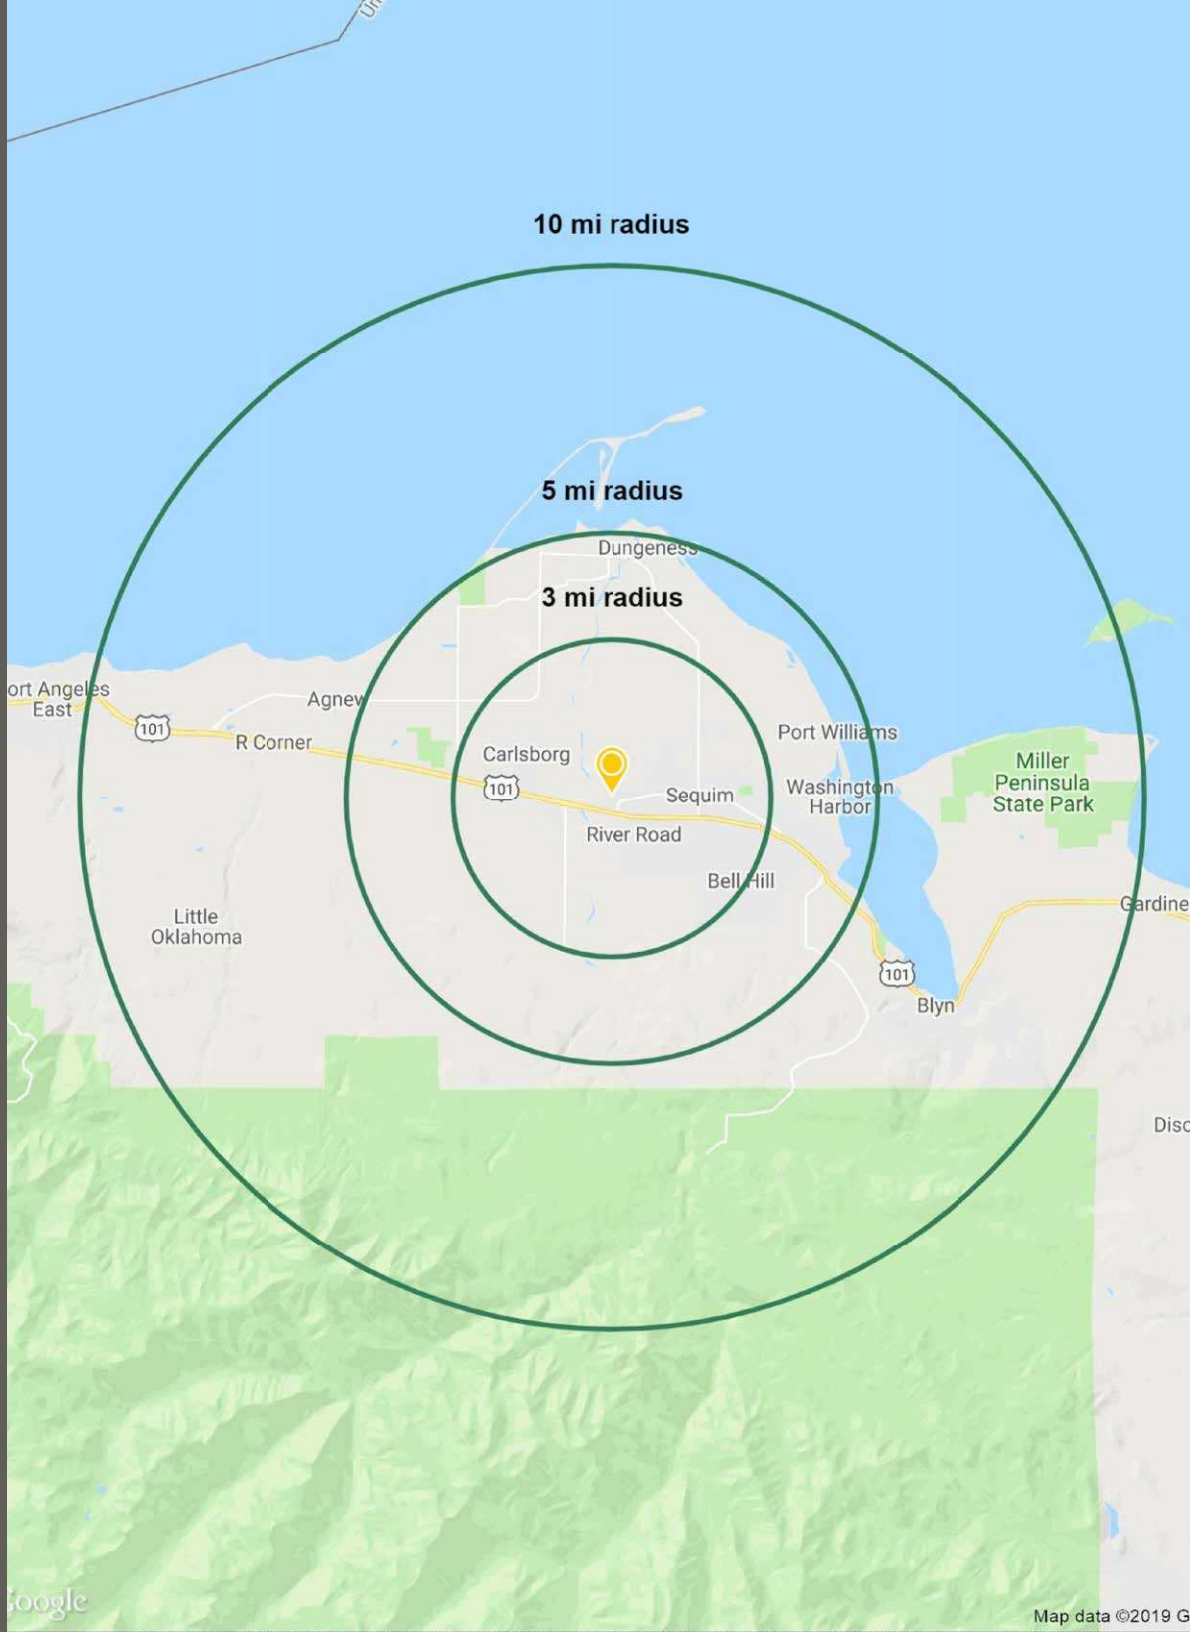 Un
10 mi radius
5 mi radius
Dungeness
3 mi radius
ort Angeles
East
101
Agnew
R Corner
Carlsborg
101
Port Williams
Washington
Harbor
Miller
Peninsula
State Park
Sequim
River Road
Bell Hill
Little
Oklahoma
Gardine
101
Blyn
Disc
Google
Map data ©2019 G